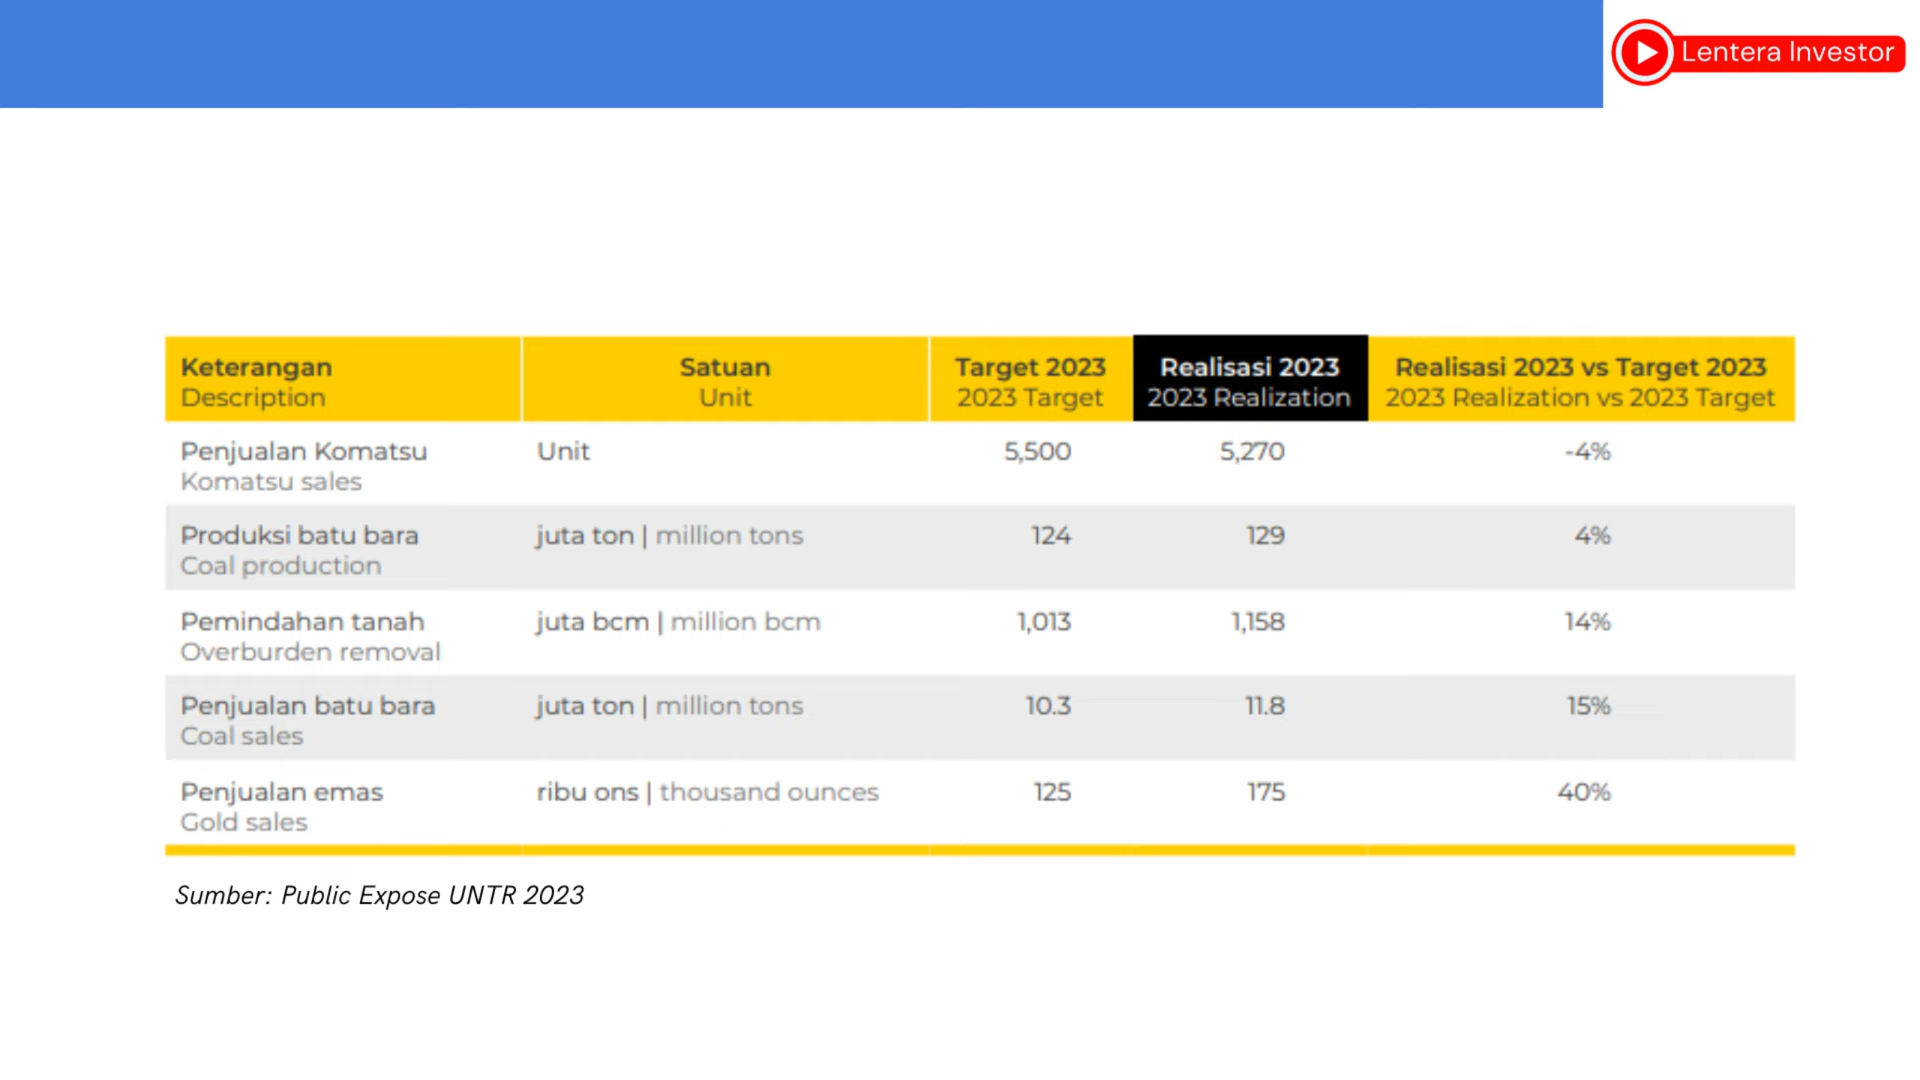 Lentera Investor
Keterangan Satuan Target 2023 Realisasi 2023 Realisasi 2023 vs Target 2023
Description Unit 2023 Target 2023 Realization 2023 Realization vs 2023 Target
Penjualan Komatsu Unit 5,500 5,270 -4%
Komatsu sales
Produksi batu bara juta ton | million tons 124 129 4%
Coal production
Pemindahan tanah juta bcm | million bcm 1,013 1,158 14%
Overburden removal
Penjualan batu bara juta ton | million tons 10.3 11.8 15%
Coal sales
Penjualan emas ribu ons | thousand ounces 125 175 40%
Gold sales
Sumber: Public Expose UNTR 2023